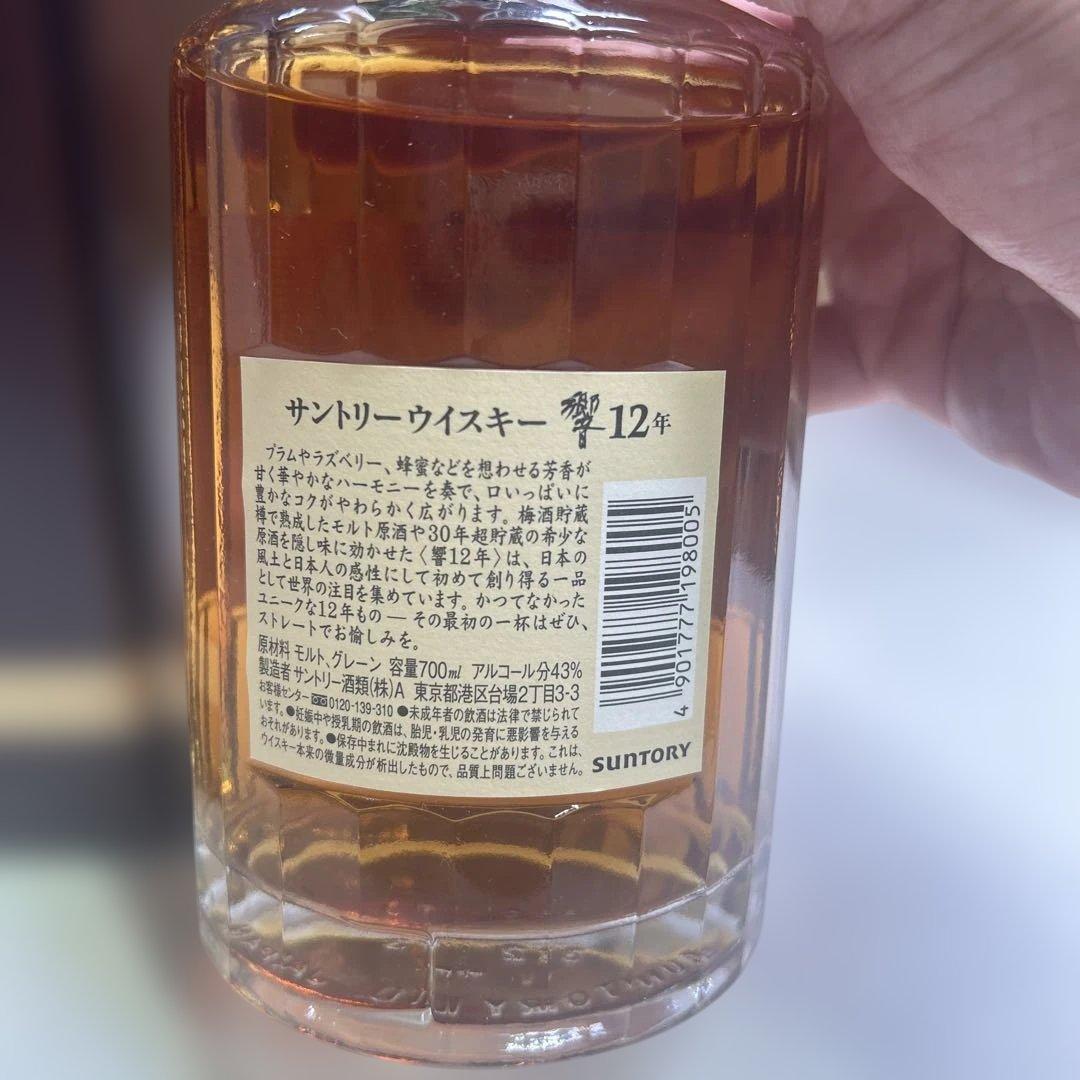 サントリーウイスキー 響 12年
プラムやラズベリー、蜂蜜などを想わせる芳香が
甘く華やかなハーモニーを奏で、口いっぱいに
豊かなコクがやわらかく広がります。梅酒貯蔵
樽で熟成したモルト原酒や30年超貯蔵の希少な
原酒を隠し味に効かせた〈響12年〉は、日本の
風土と日本人の感性にして初めて創り得る一品
として世界の注目を集めています。かつてなかった
ユニークな12年もの ― その最初の一杯はぜひ、
ストレートでお愉しみを。
原材料 モルト、グレーン 容量700ml アルコール分43%
製造者 サントリー酒類(株)A 東京都港区台場2丁目3-3
お客様センター 0120-139-310 ●未成年者の飲酒は法律で禁じられて
います。●妊娠中や授乳期の飲酒は、胎児・乳児の発育に悪影響を与える
おそれがあります。●保存中まれに沈殿物を生じることがあります。これは、
ウイスキー本来の微量成分が析出したもので、品質上問題ございません。
4 901777 198005
SUNTORY